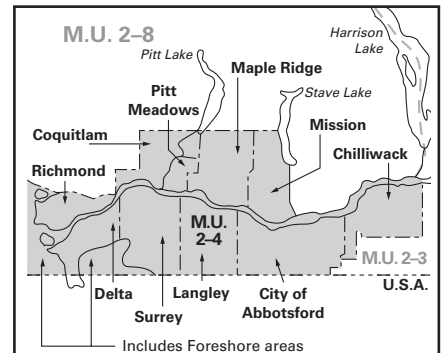 M.U. 2–8
Pitt Lake
Harrison
Lake
Maple Ridge
Pitt
Meadows
Stave Lake
Coquitlam
Mission
Richmond
Chilliwack
M.U.
2–4
M.U. 2–3
U.S.A.
Delta
Langley
City of
Abbotsford
Surrey
Includes Foreshore areas